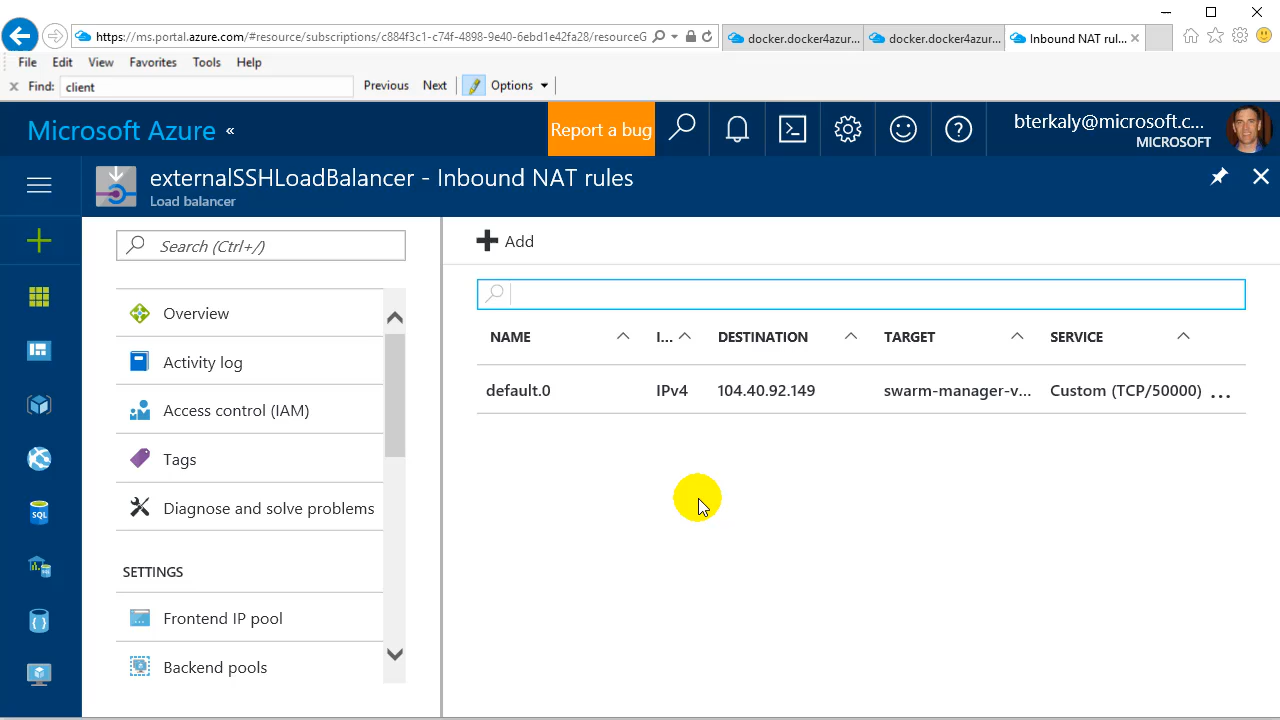 https://ms.portal.azure.com/#resource/subscriptions/c884f3c1-c74f-4898-9e40-6ebd1e42fa28/resourceG
docker.docker4azur...
docker.docker4azur...
Inbound NAT rul...
File Edit View Favorites Tools Help
Find: client Previous Next Options
Microsoft Azure «
Report a bug
bterkaly@microsoft.c...
MICROSOFT
externalSSHLoadBalancer - Inbound NAT rules
Load balancer
Search (Ctrl+/)
Overview
Activity log
Access control (IAM)
Tags
Diagnose and solve problems
SETTINGS
Frontend IP pool
Backend pools
Add
NAME I... DESTINATION TARGET SERVICE
default.0 IPv4 104.40.92.149 swarm-manager-v... Custom (TCP/50000) ...
SQL